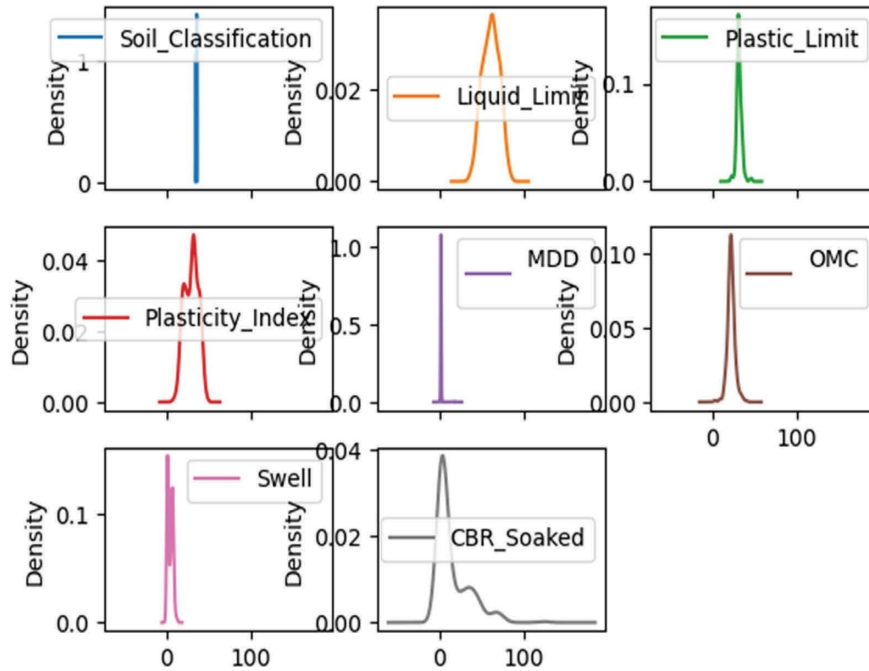 Soil_Classification
1
0
Density
Liquid_Limit
0.02
0.00
Density
Plastic_Limit
0.1
0.0
Density
Plasticity_Index
0.04
0.02
0.00
Density
MDD
1.0
0.5
0.0
Density
OMC
0.10
0.05
0.00
Density
0 100
Swell
0.1
0.0
Density
0 100
CBR_Soaked
0.04
0.02
0.00
Density
0 100